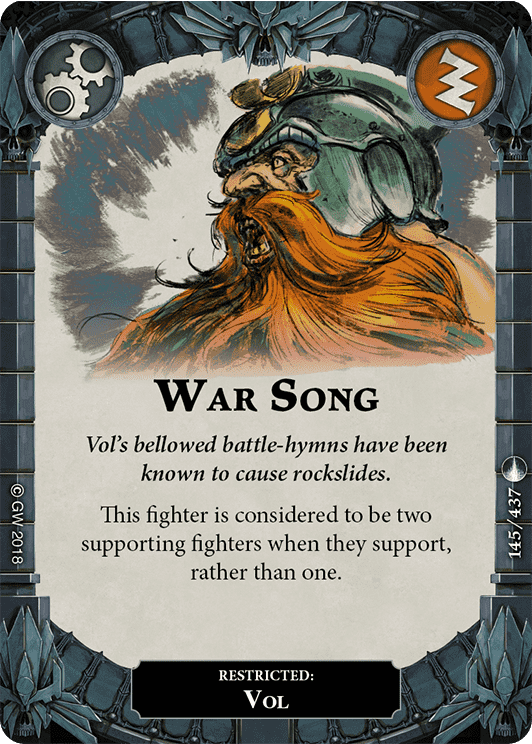 War Song
Vol's bellowed battle-hymns have been
known to cause rockslides.
This fighter is considered to be two
supporting fighters when they support,
rather than one.
© GW 2018
145/437
RESTRICTED:
Vol